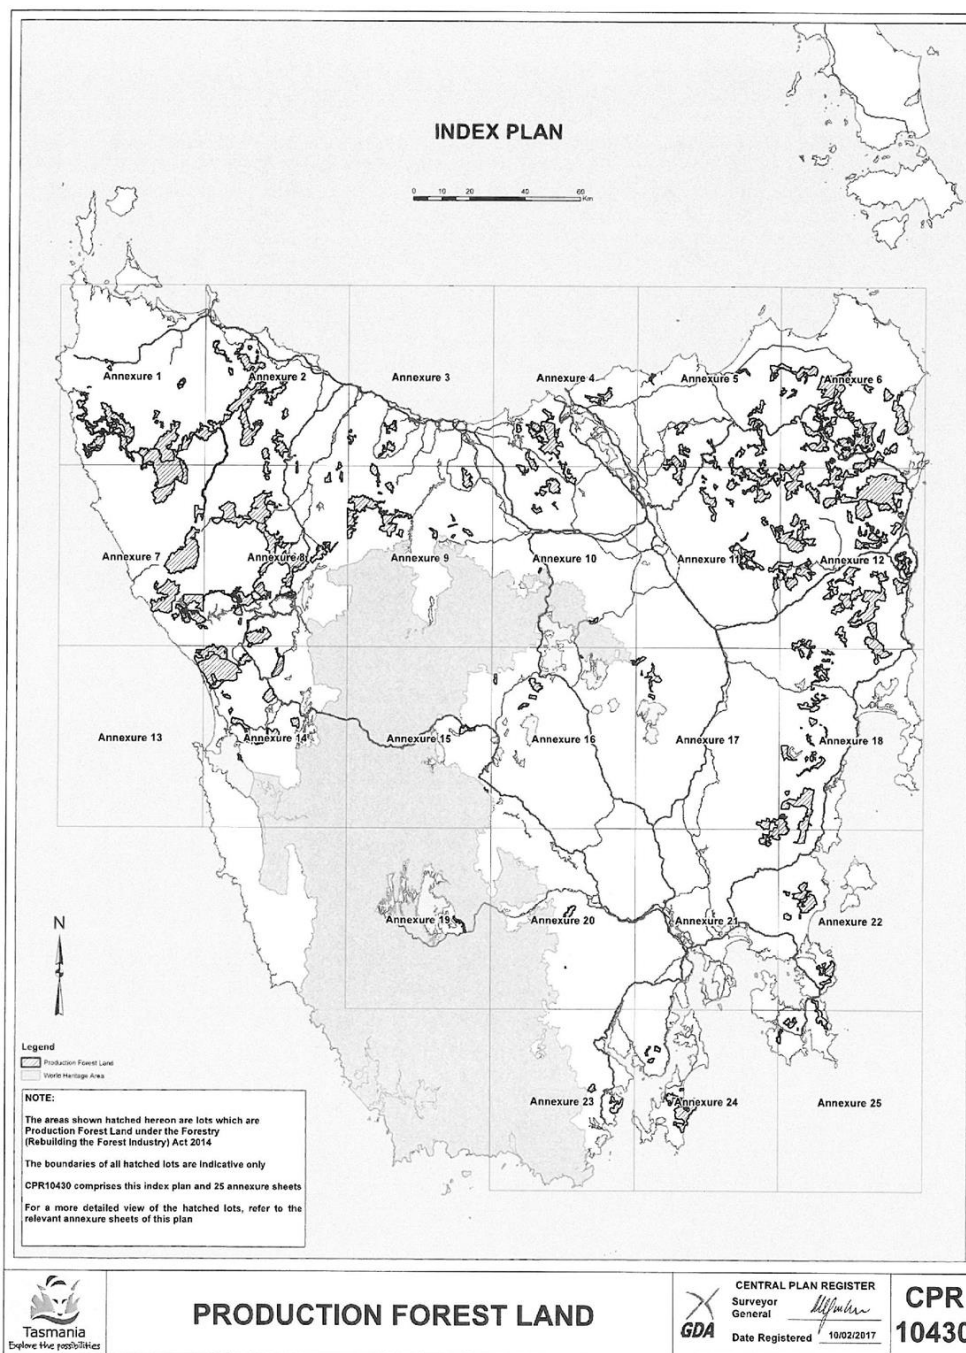 INDEX PLAN
0 10 20 40 60
Km
Annexure 1
Annexure 2
Annexure 3
Annexure 4
Annexure 5
Annexure 6
Annexure 7
Annexure 8
Annexure 9
Annexure 10
Annexure 11
Annexure 12
Annexure 13
Annexure 14
Annexure 15
Annexure 16
Annexure 17
Annexure 18
Annexure 19
Annexure 20
Annexure 21
Annexure 22
Annexure 23
Annexure 24
Annexure 25
N
Legend
Production Forest Land
World Heritage Area
NOTE:
The areas shown hatched hereon are lots which are
Production Forest Land under the Forestry
(Rebuilding the Forest Industry) Act 2014
The boundaries of all hatched lots are indicative only
CPR10430 comprises this index plan and 25 annexure sheets
For a more detailed view of the hatched lots, refer to the
relevant annexure sheets of this plan
Tasmania
Explore the possibilities
PRODUCTION FOREST LAND
GDA
CENTRAL PLAN REGISTER
Surveyor
General
Date Registered 10/02/2017
CPR
10430